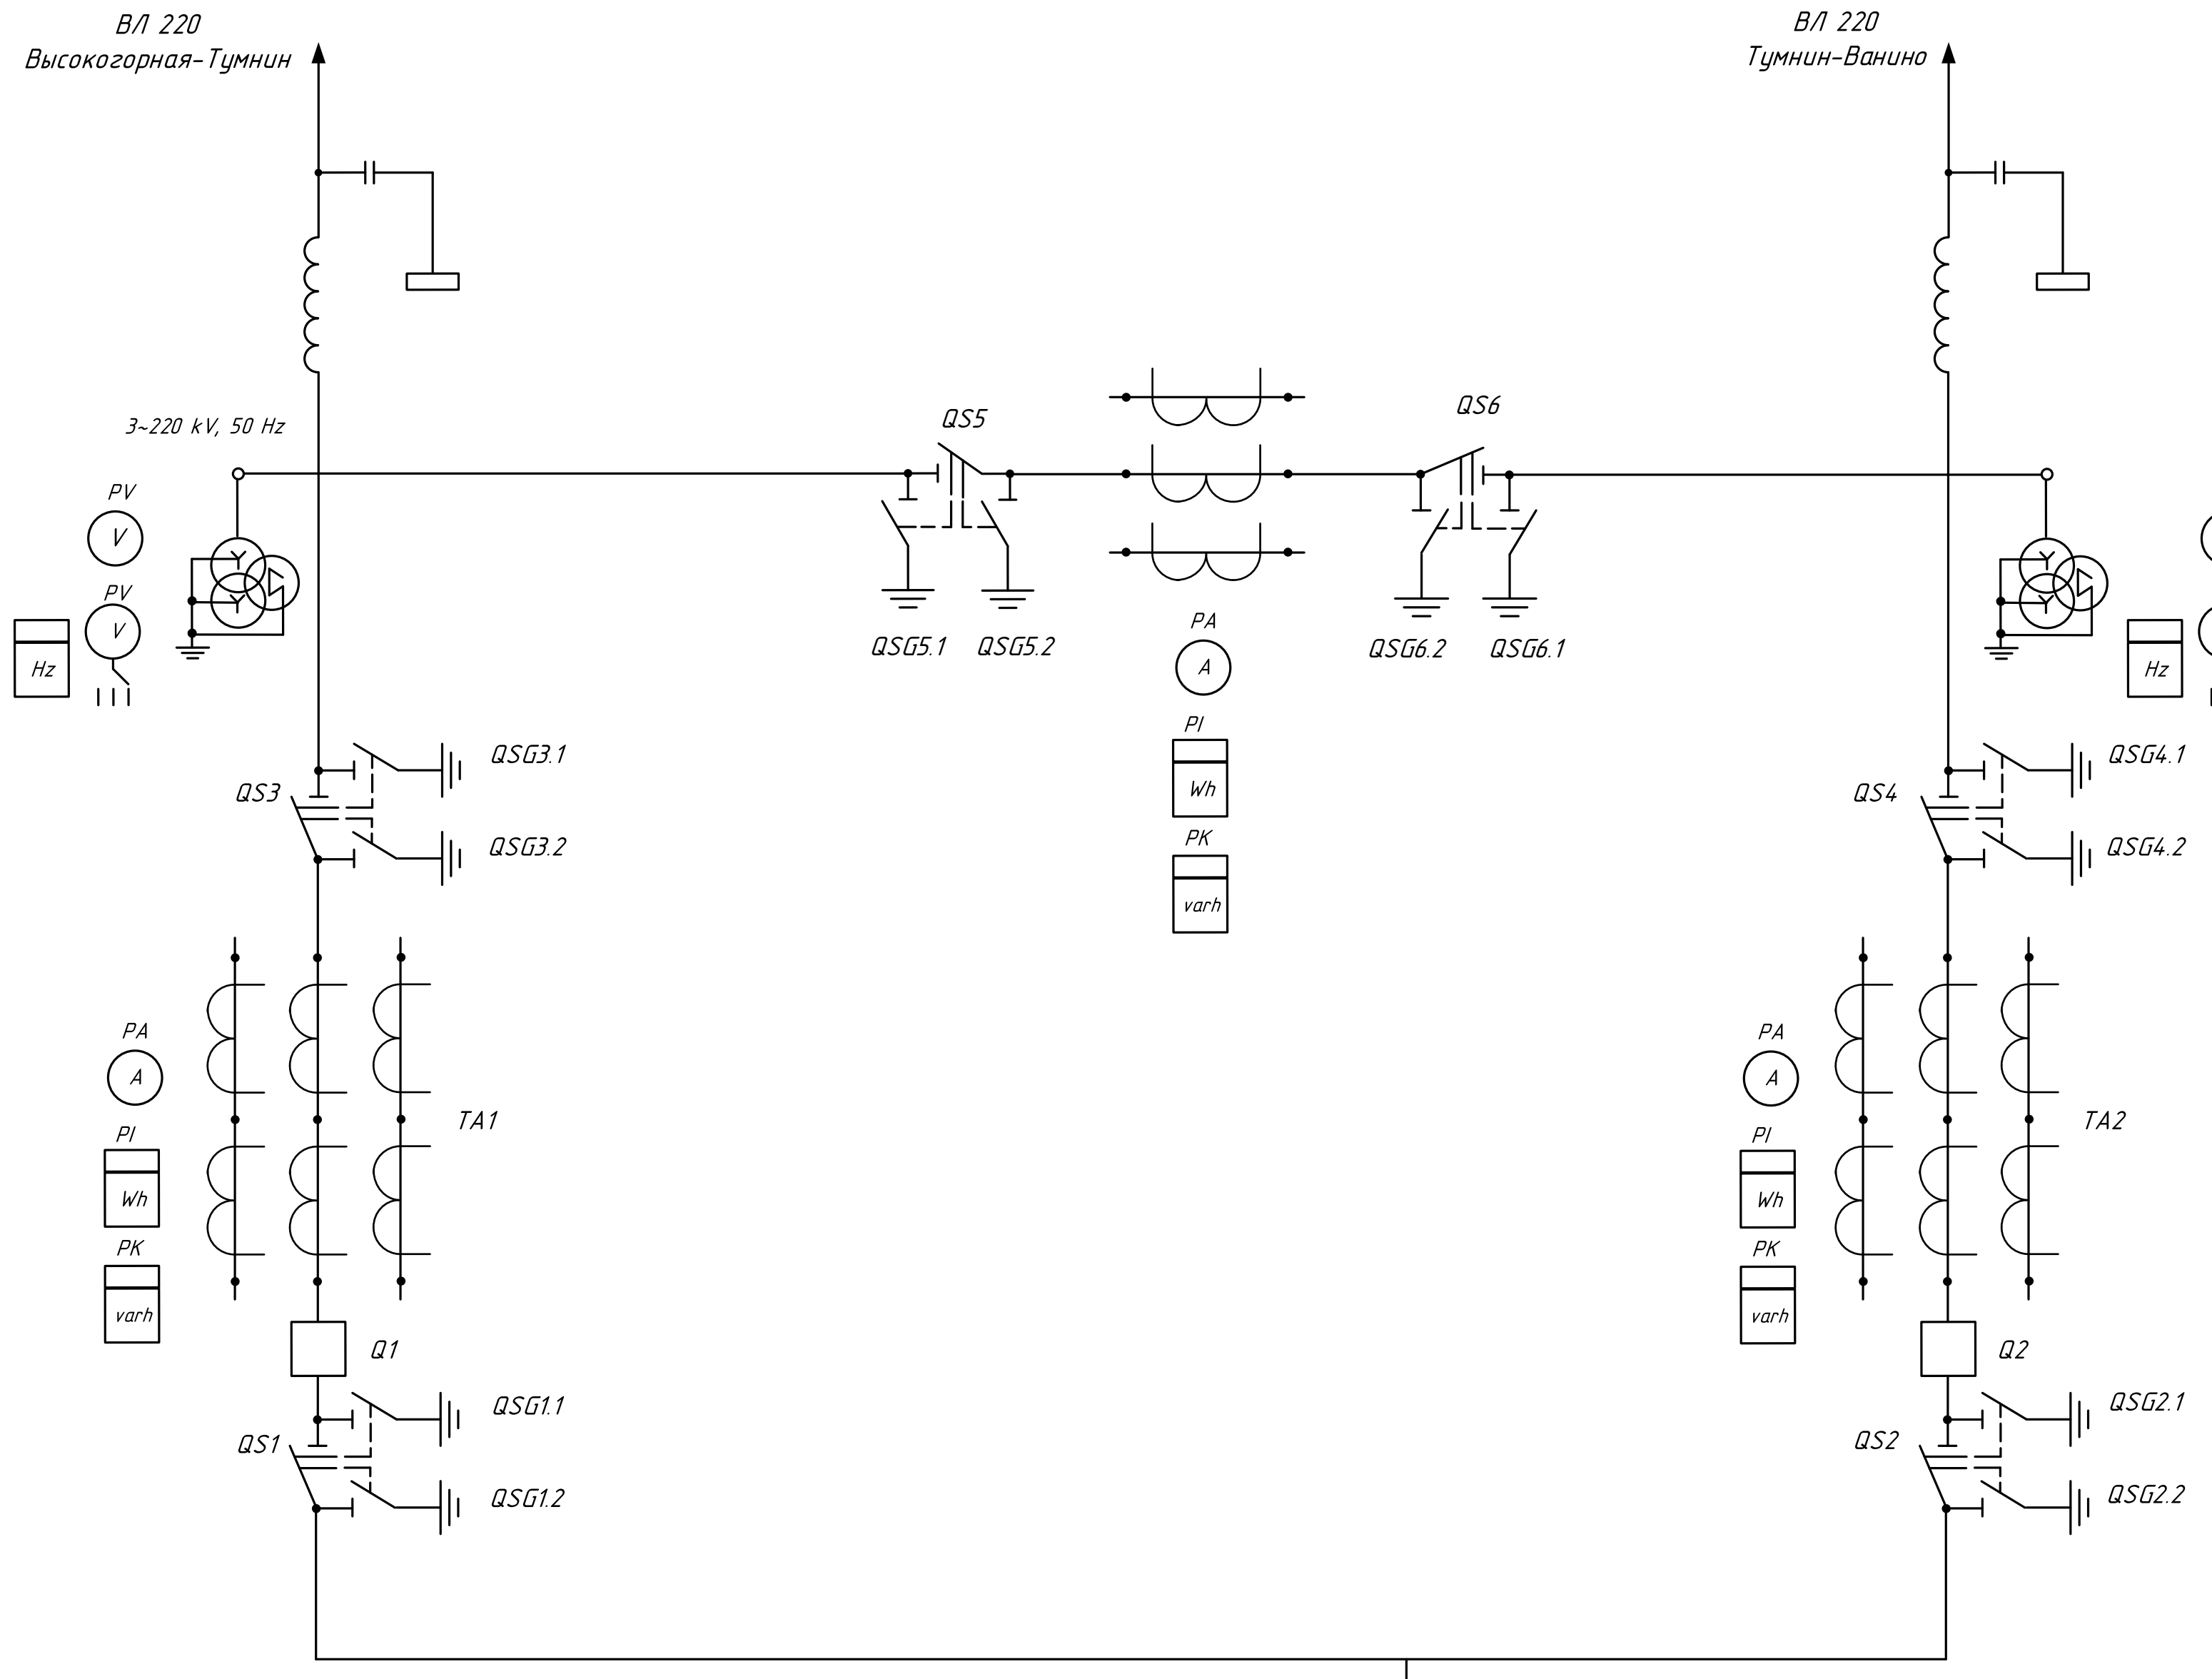 ВЛ 220
Высокогорная-Тумнин
ВЛ 220
Тумнин-Ванино
3~220 kV, 50 Hz
QS5
QS6
PV
V
PV
V
Hz
Hz
QSG5.1
QSG5.2
QSG6.2
QSG6.1
PA
A
PI
Wh
PK
varh
QS3
QSG3.1
QSG3.2
QS4
QSG4.1
QSG4.2
PA
A
PI
Wh
PK
varh
TA1
PA
A
PI
Wh
PK
varh
TA2
Q1
Q2
QS1
QSG1.1
QSG1.2
QS2
QSG2.1
QSG2.2